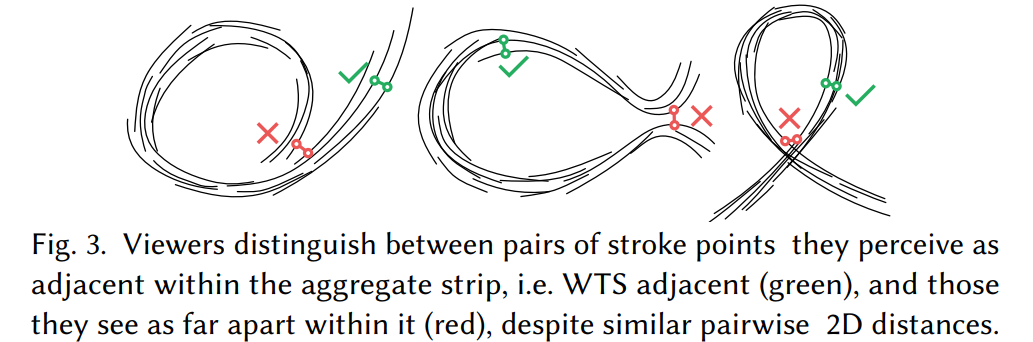 Fig. 3. Viewers distinguish between pairs of stroke points they perceive as
adjacent within the aggregate strip, i.e. WTS adjacent (green), and those
they see as far apart within it (red), despite similar pairwise 2D distances.